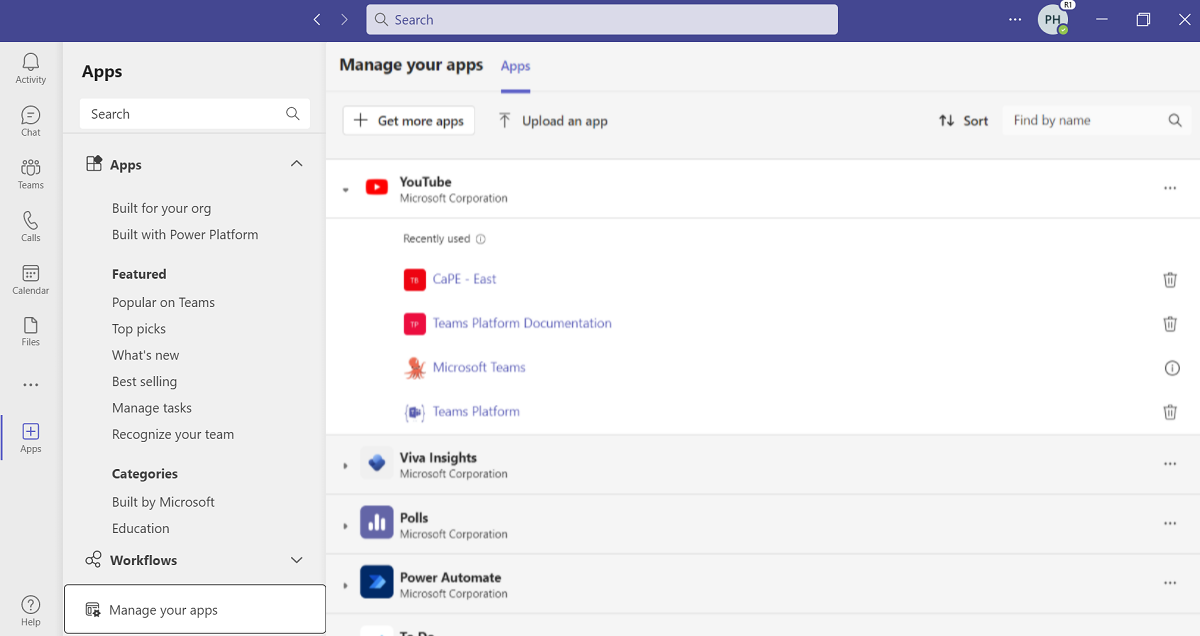 Search
R1
PH
Activity
Chat
Teams
Calls
Calendar
Files
Apps
Help
Apps
Search
Apps
Built for your org
Built with Power Platform
Featured
Popular on Teams
Top picks
What's new
Best selling
Manage tasks
Recognize your team
Categories
Built by Microsoft
Education
Workflows
Manage your apps
Manage your apps Apps
Get more apps Upload an app Sort Find by name
YouTube
Microsoft Corporation
Recently used
CaPE - East
TP Teams Platform Documentation
Microsoft Teams
Teams Platform
Viva Insights
Microsoft Corporation
Polls
Microsoft Corporation
Power Automate
Microsoft Corporation
To Do